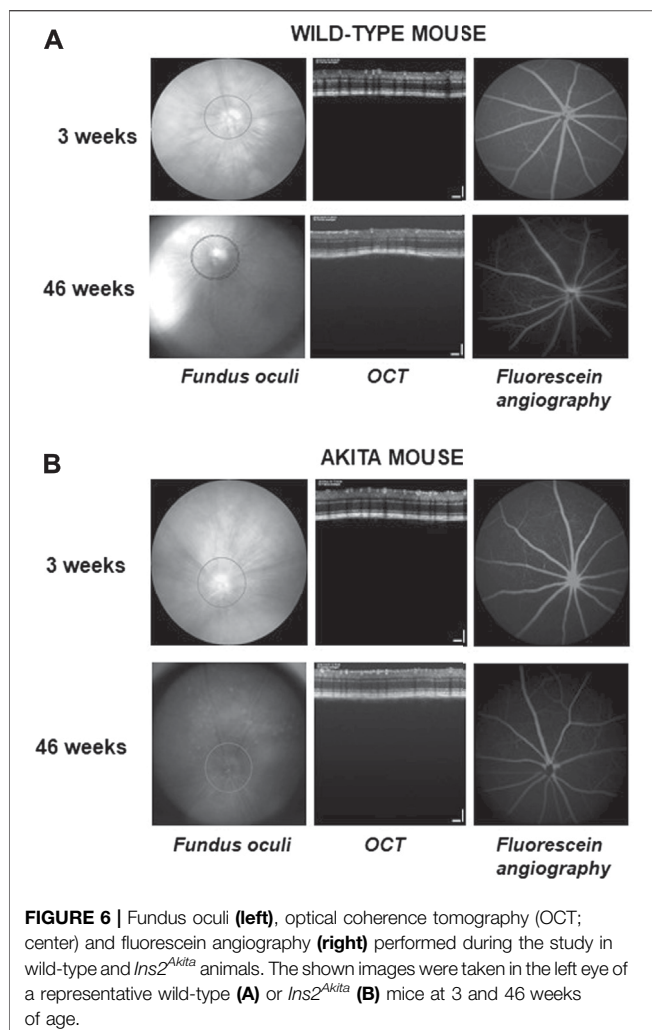 A
WILD-TYPE MOUSE
3 weeks
46 weeks
Fundus oculi OCT Fluorescein
angiography
B
AKITA MOUSE
3 weeks
46 weeks
Fundus oculi OCT Fluorescein
angiography
FIGURE 6 | Fundus oculi (left), optical coherence tomography (OCT;
center) and fluorescein angiography (right) performed during the study in
wild-type and Ins2Akita animals. The shown images were taken in the left eye of
a representative wild-type (A) or Ins2Akita (B) mice at 3 and 46 weeks
of age.